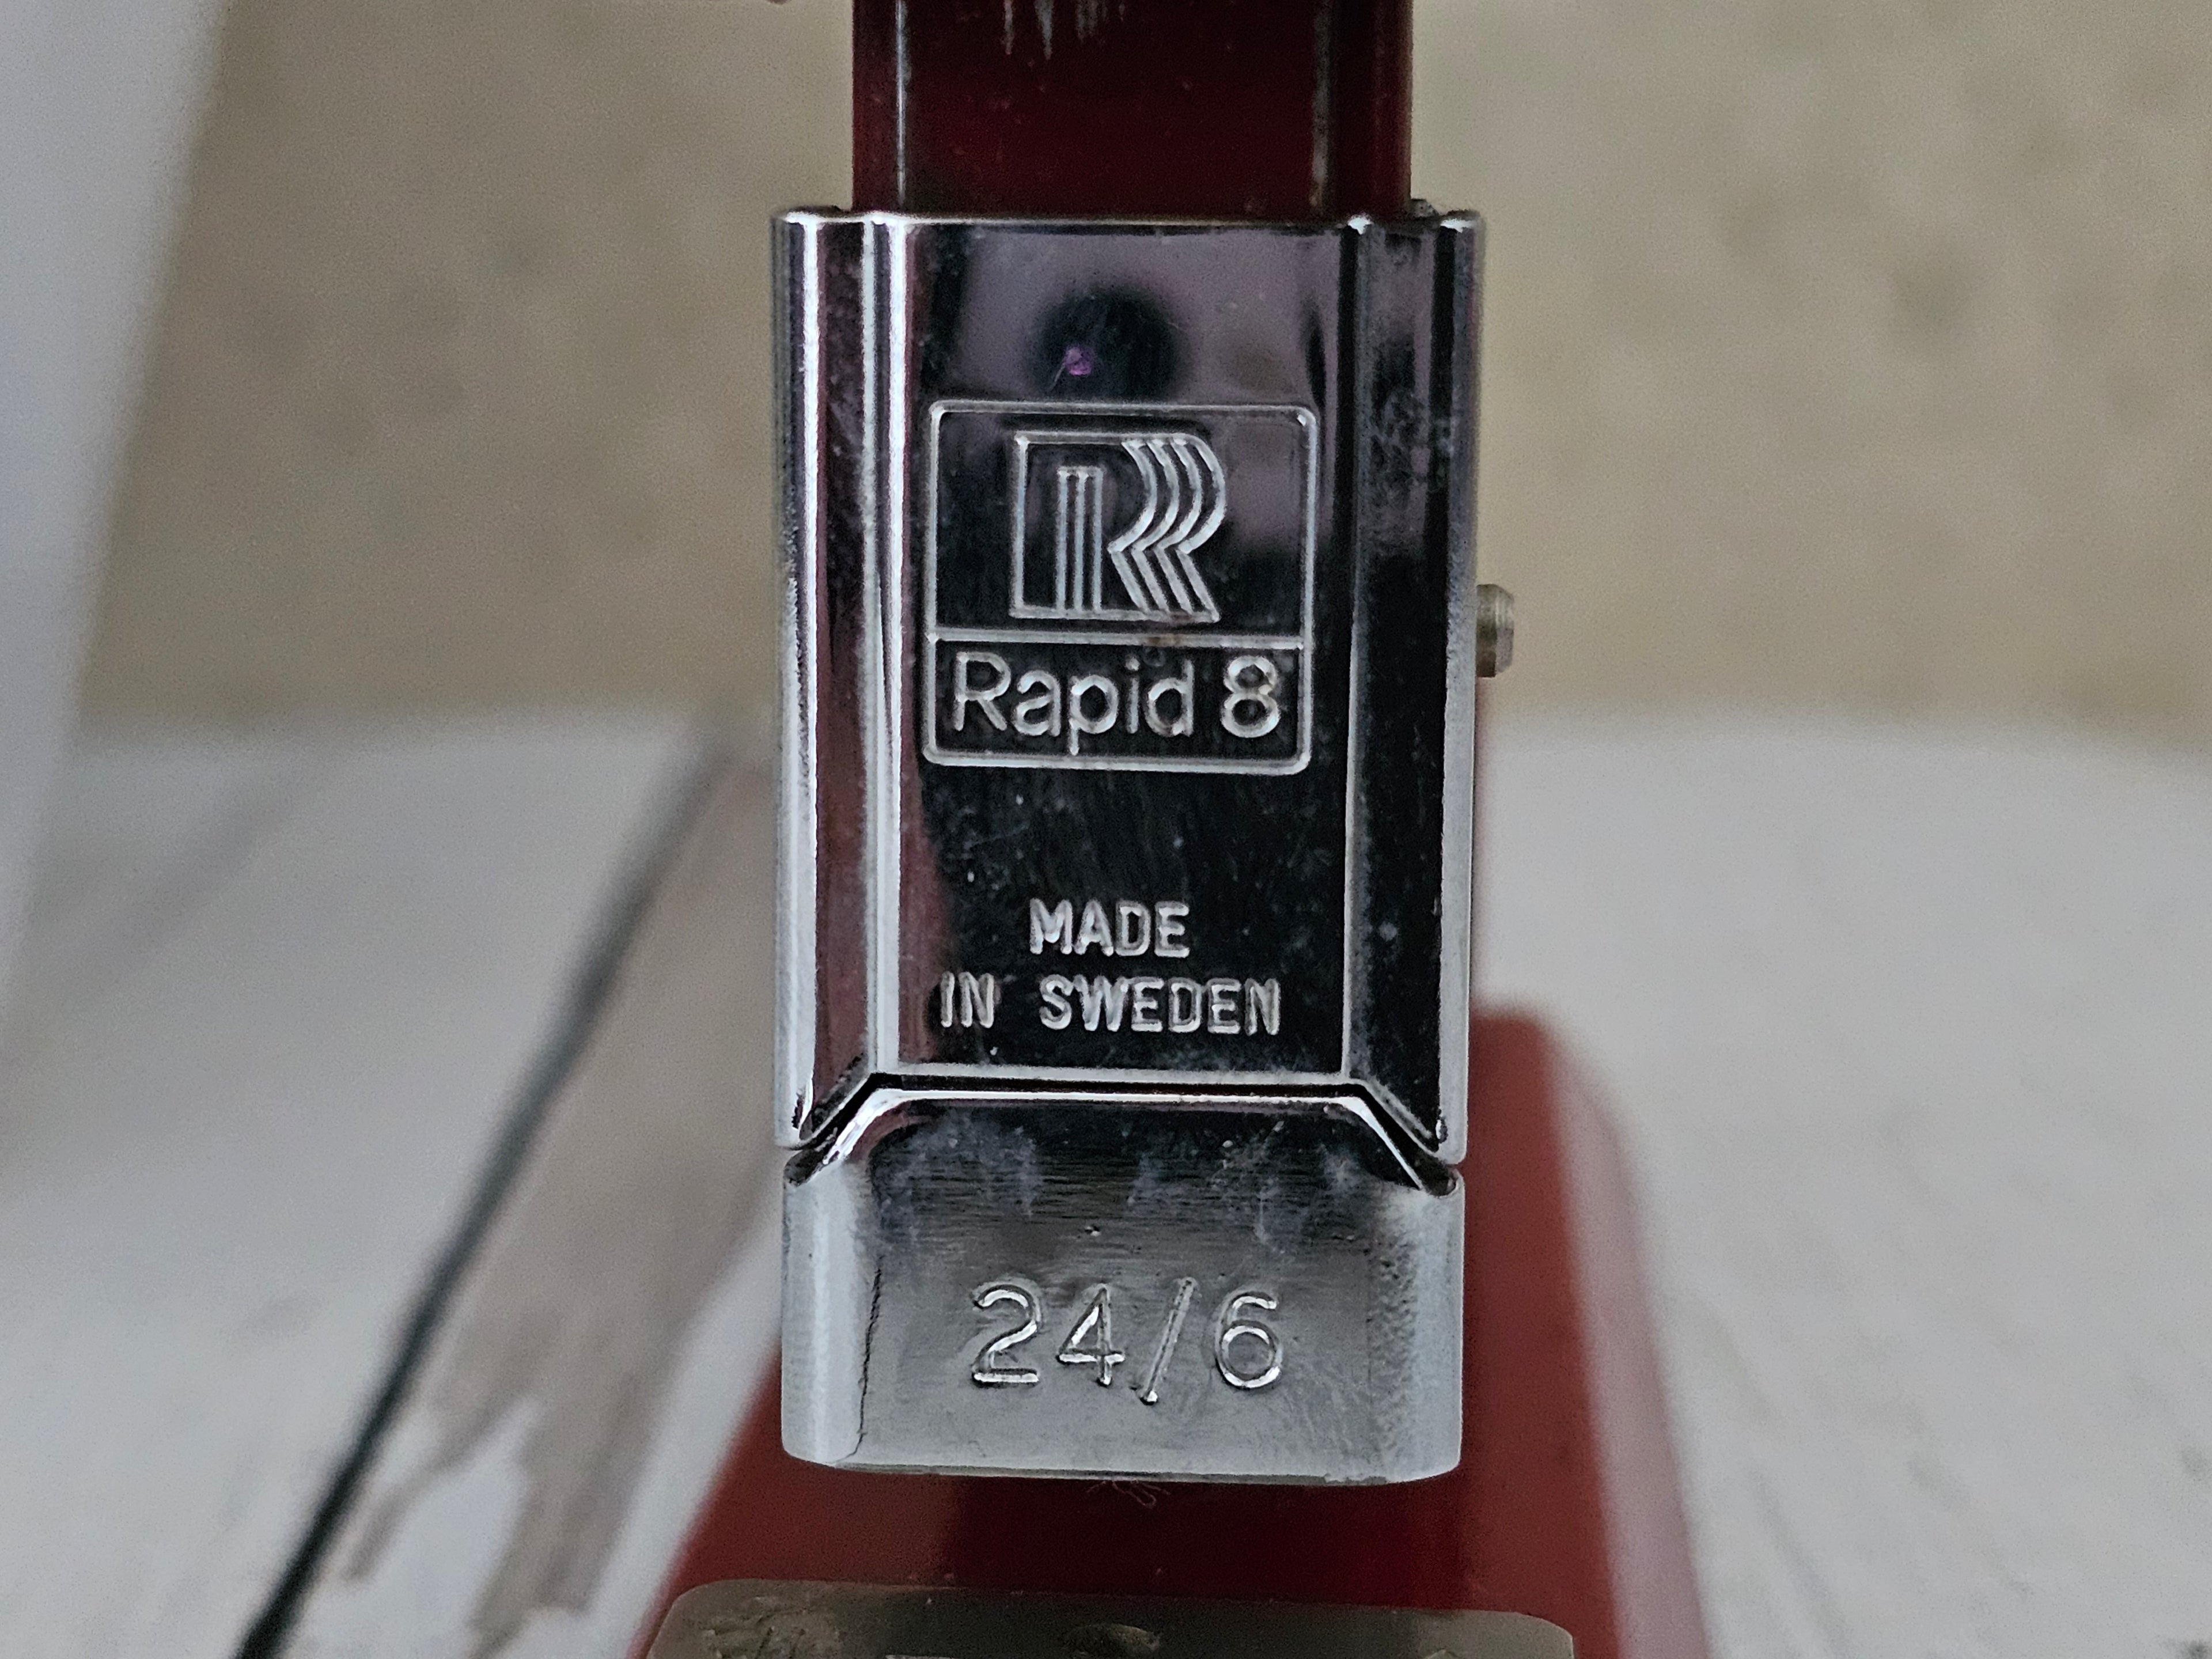 R
Rapid 8
MADE
IN SWEDEN
24/6